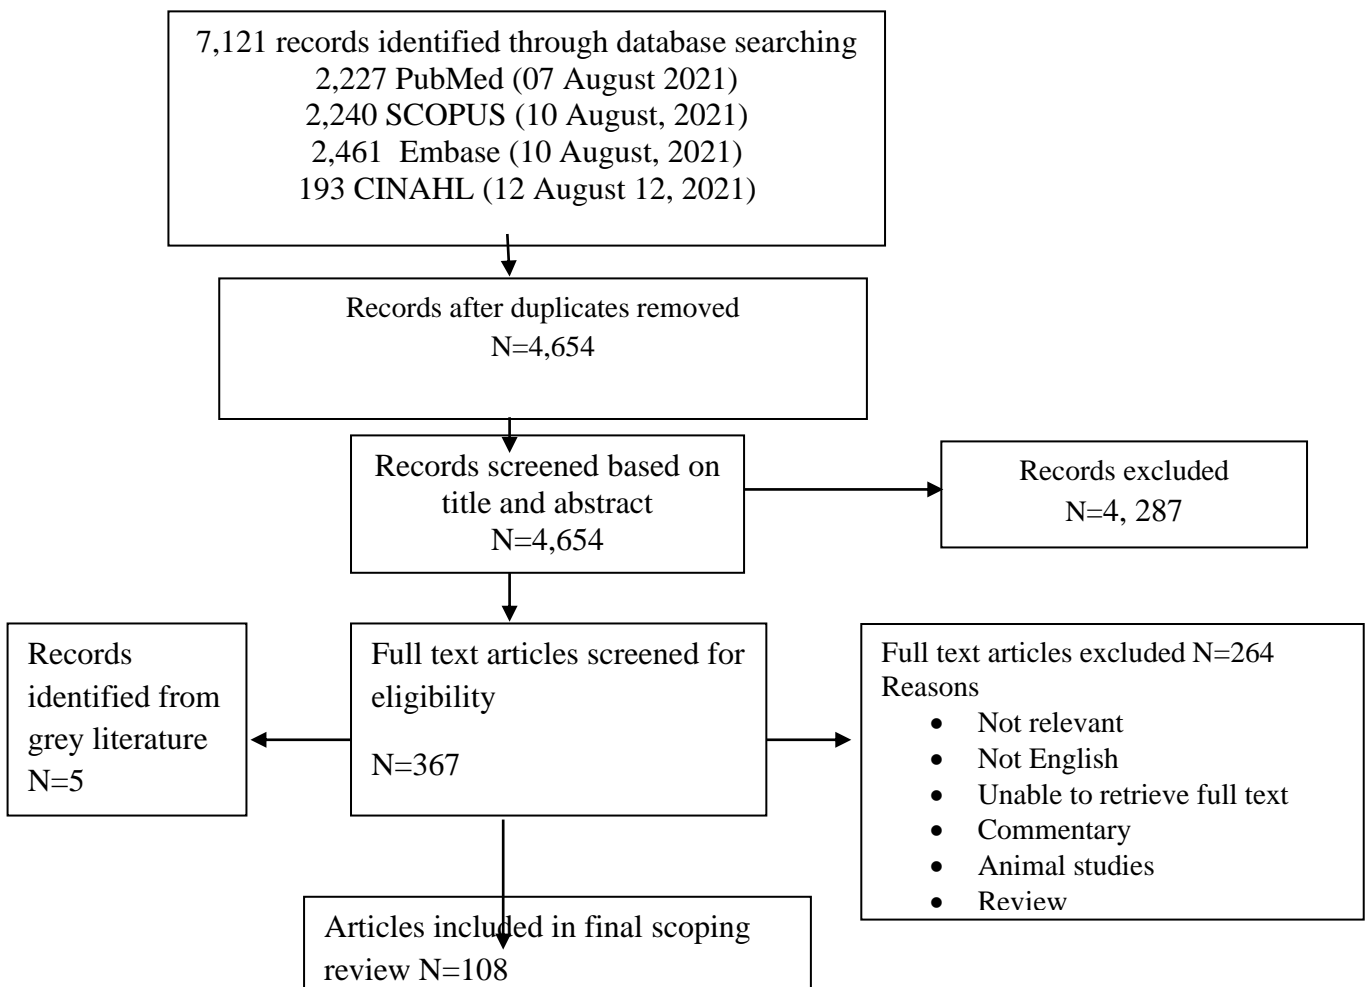 7,121 records identified through database searching
2,227 PubMed (07 August 2021)
2,240 SCOPUS (10 August, 2021)
2,461 Embase (10 August, 2021)
193 CINAHL (12 August 12, 2021)
Records after duplicates removed
N=4,654
Records screened based on
title and abstract
N=4,654
Records excluded
N=4, 287
Records
identified from
grey literature
N=5
Full text articles screened for
eligibility
N=367
Full text articles excluded N=264
Reasons
• Not relevant
• Not English
• Unable to retrieve full text
• Commentary
• Animal studies
• Review
Articles included in final scoping
review N=108